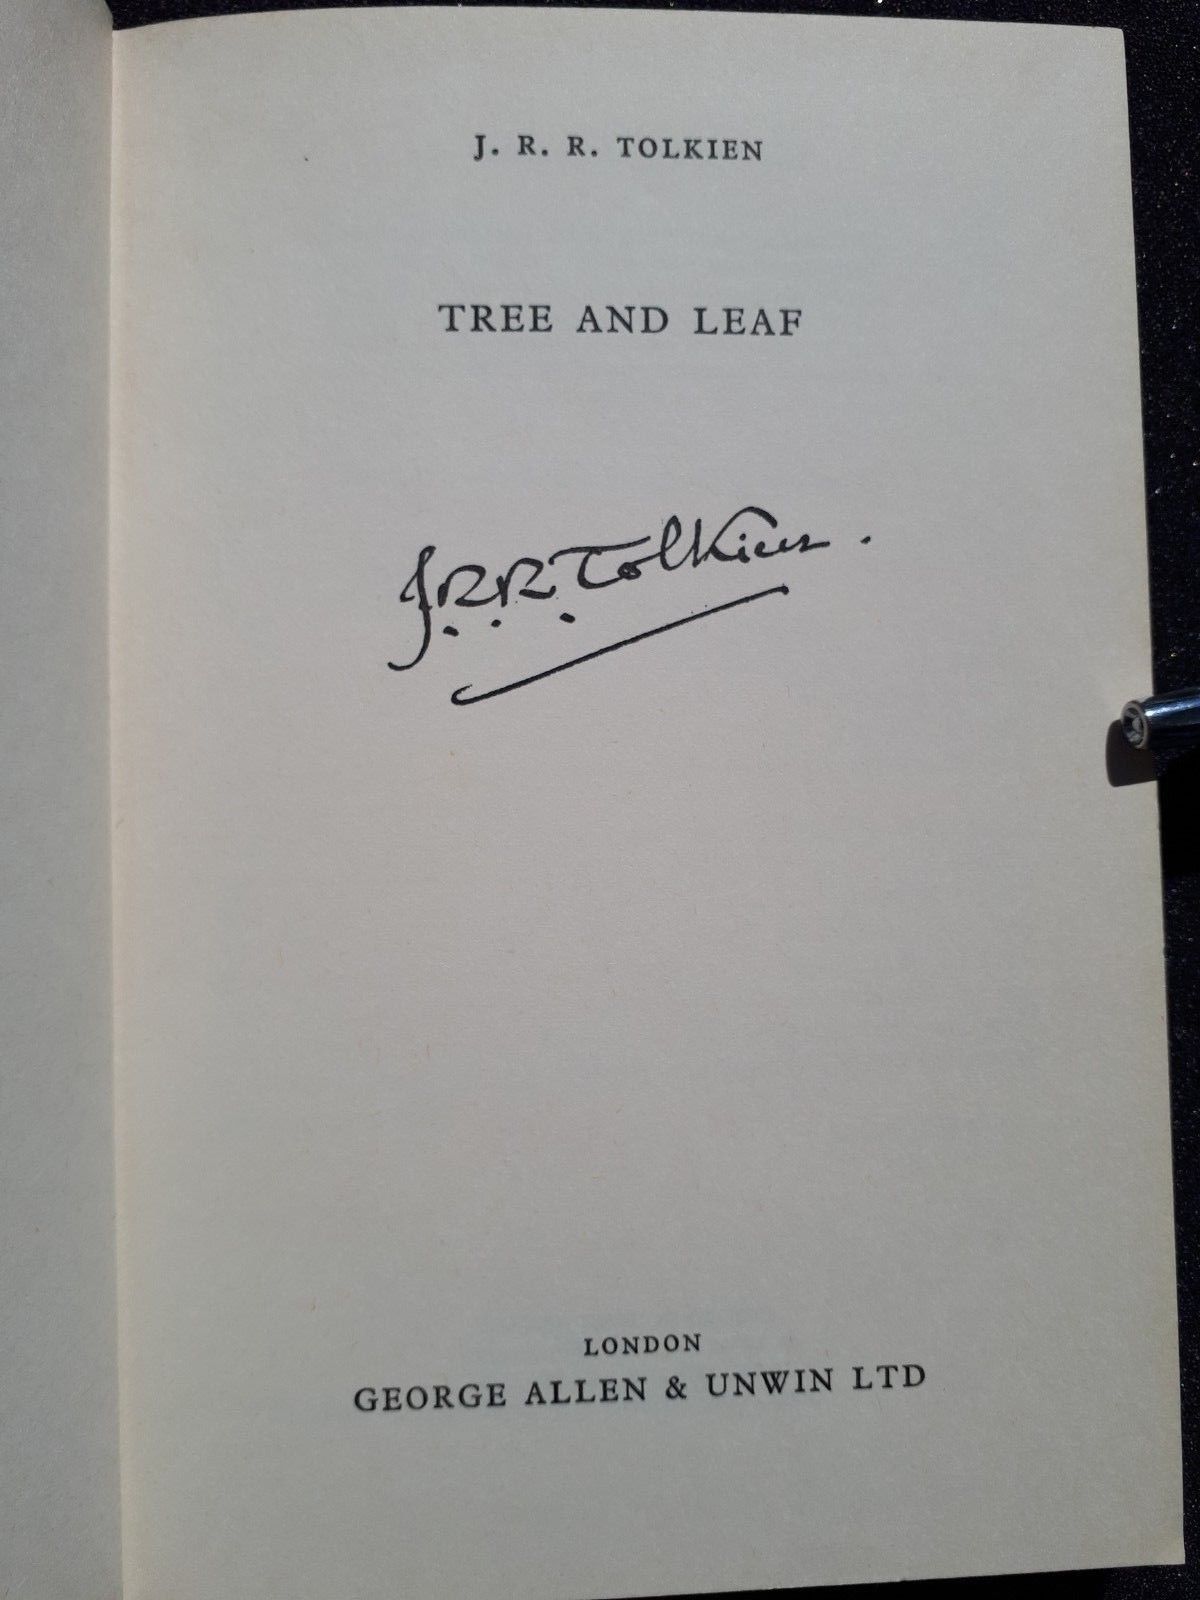 J. R. R. TOLKIEN
TREE AND LEAF
J.R.R. Tolkien.
LONDON
GEORGE ALLEN & UNWIN LTD